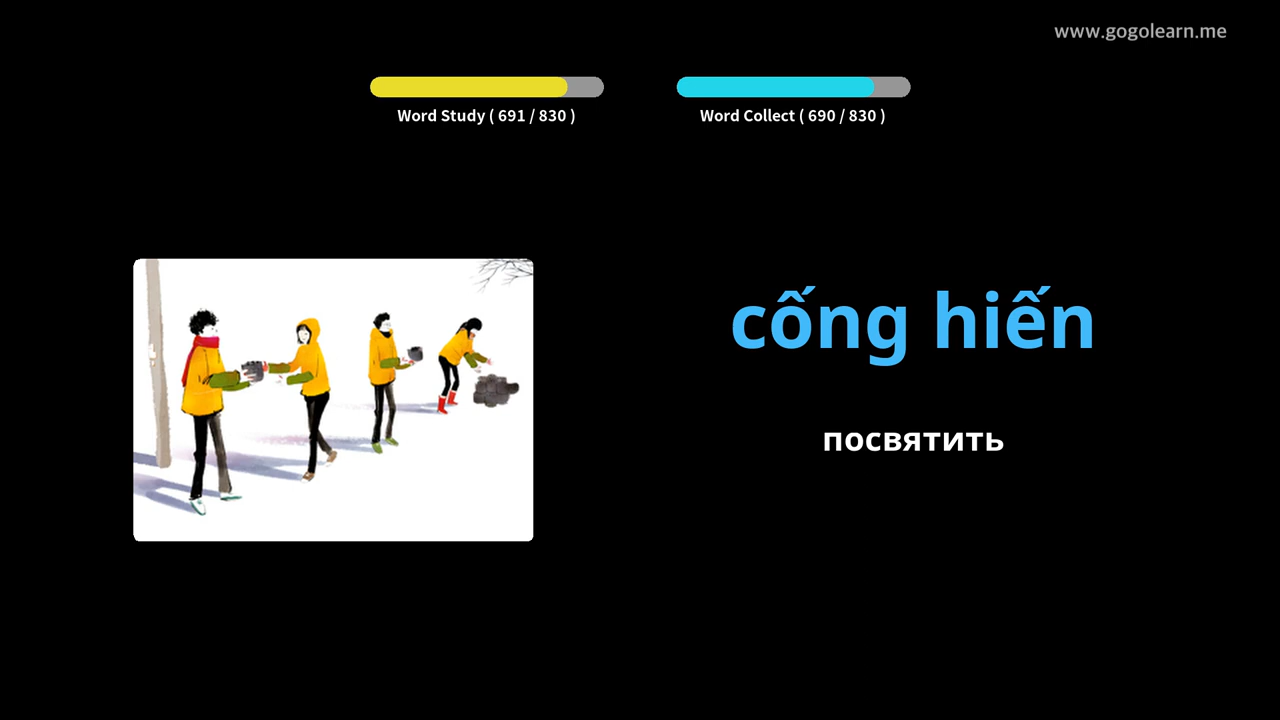 www.gogolearn.me
Word Study ( 691 / 830 )
Word Collect ( 690 / 830 )
cống hiến
посвятить